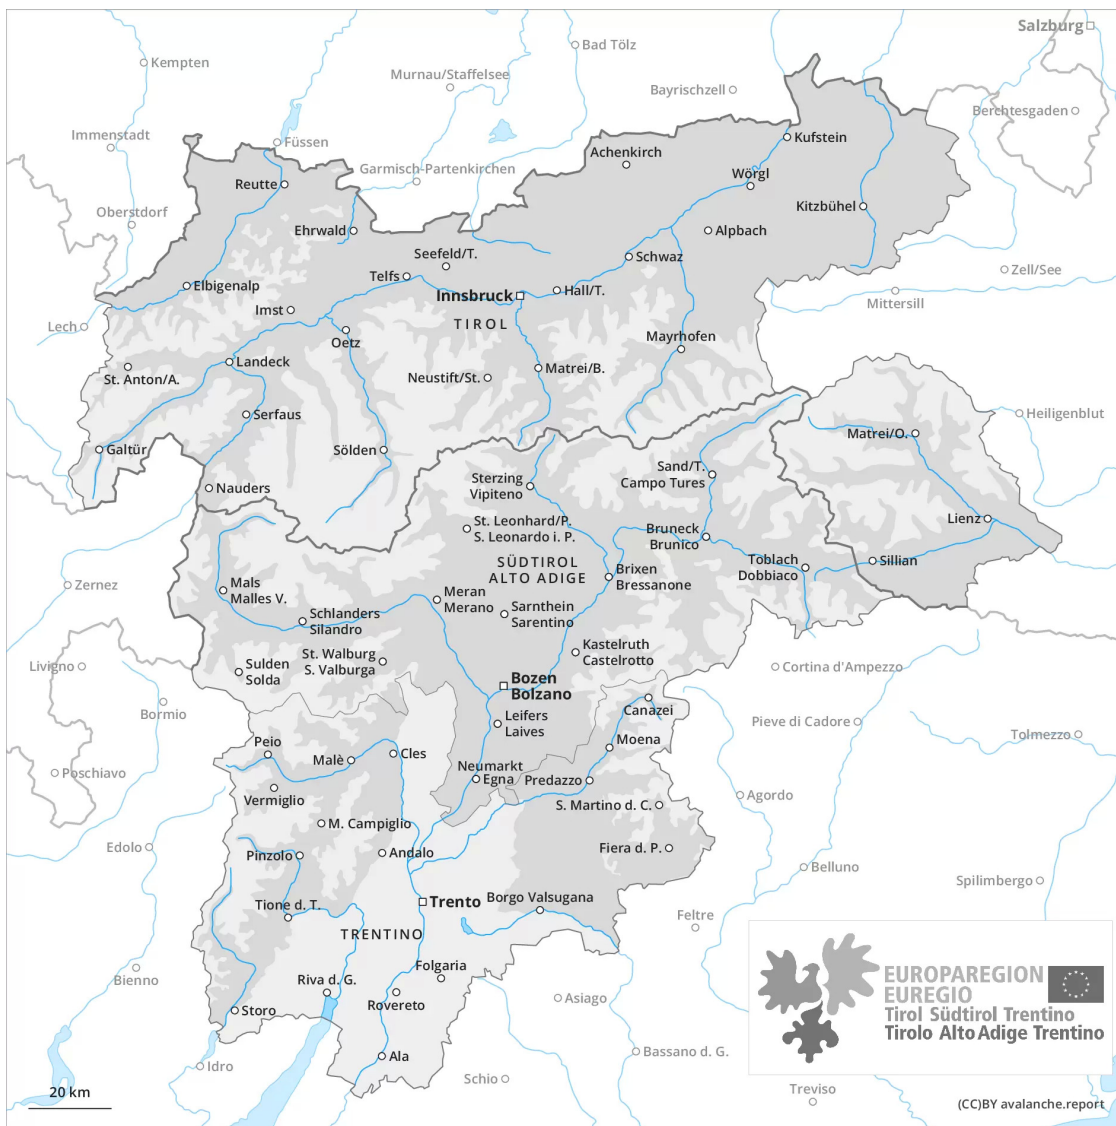 Salzburg
Bad Tölz
Kempten
Murnau/Staffelsee
Bayrischzell
Berchtesgaden
Immenstadt
Füssen
Kufstein
Achenkirch
Garmisch-Partenkirchen
Wörgl
Reutte
Oberstdorf
Kitzbühel
Ehrwald
Alpbach
Seefeld/T.
Schwaz
Telfs
Zell/See
Elbigenalp
Hall/T.
Innsbruck
Mittersill
Imst
TIROL
Lech
Oetz
Mayrhofen
Landeck
Matrei/B.
St. Anton/A.
Neustift/St.
Serfaus
Heiligenblut
Matrei/O.
Galtür
Sölden
Sand/T.
Campo Tures
Sterzing
Vipiteno
Nauders
Lienz
St. Leonhard/P.
S. Leonardo i. P.
Bruneck
Brunico
SÜDTIROL
ALTO ADIGE
Toblach
Dobbiaco
Sillian
Brixen
Bressanone
Zernez
Mals
Malles V.
Meran
Merano
Schlanders
Silandro
Sarnthein
Sarentino
Kastelruth
Castelrotto
St. Walburg
S. Valburga
Livigno
Sulden
Solda
Cortina d'Ampezzo
Bozen
Bolzano
Canazei
Bormio
Leifers
Laives
Pieve di Cadore
Tolmezzo
Moena
Peio
Cles
Malè
Poschiavo
Neumarkt
Egna
Predazzo
Vermiglio
Agordo
S. Martino d. C.
M. Campiglio
Edolo
Fiera d. P.
Pinzolo
Andalo
Belluno
Spilimbergo
Borgo Valsugana
Trento
Tione d. T.
Feltre
TRENTINO
Folgaria
Bienno
Riva d. G.
Rovereto
Asiago
Storo
Ala
Bassano d. G.
Idro
Schio
Treviso
EUROPAREGION
EUREGIO
Tirol Südtirol Trentino
Tirolo Alto Adige Trentino
20 km
(CC)BY avalanche.report